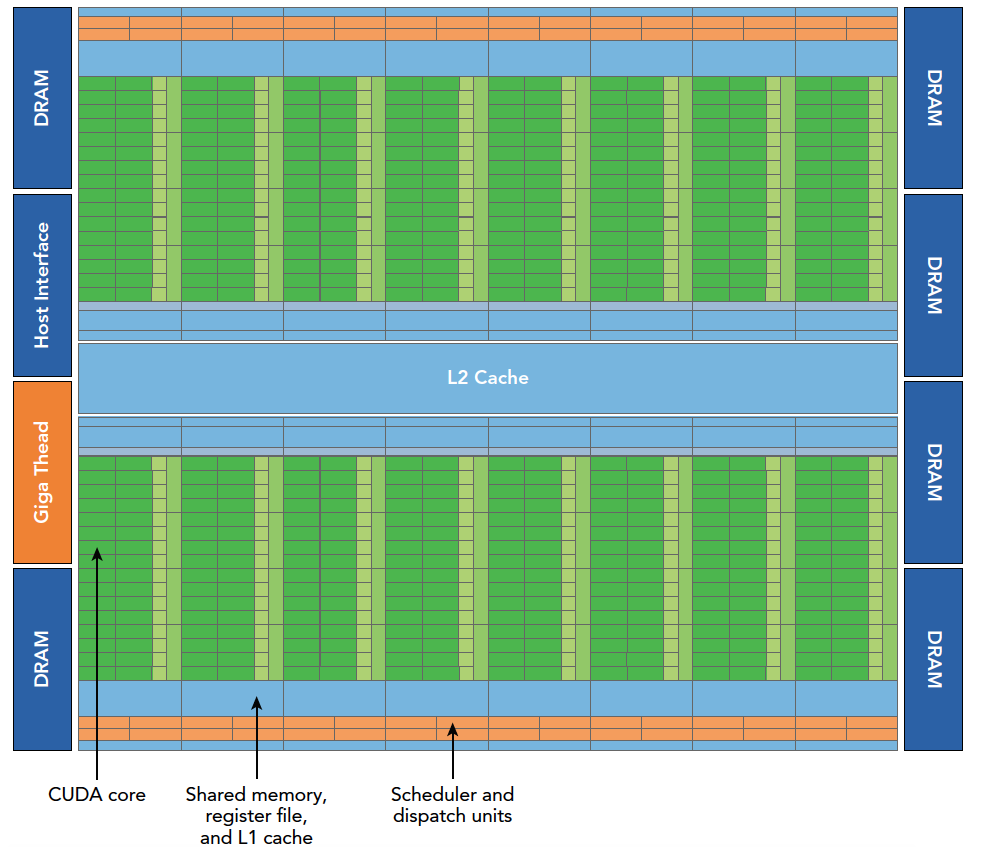 DRAM
Host Interface
Giga Thead
DRAM
L2 Cache
DRAM
DRAM
DRAM
DRAM
CUDA core
Shared memory,
register file,
and L1 cache
Scheduler and
dispatch units